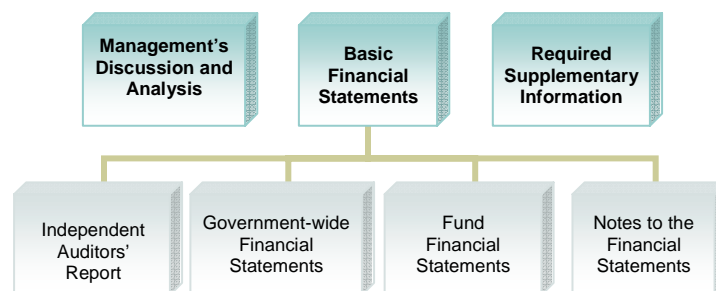 Management’s
Discussion and
Analysis
Basic
Financial
Statements
Required
Supplementary
Information
Independent
Auditors’
Report
Government-wide
Financial
Statements
Fund
Financial
Statements
Notes to the
Financial
Statements